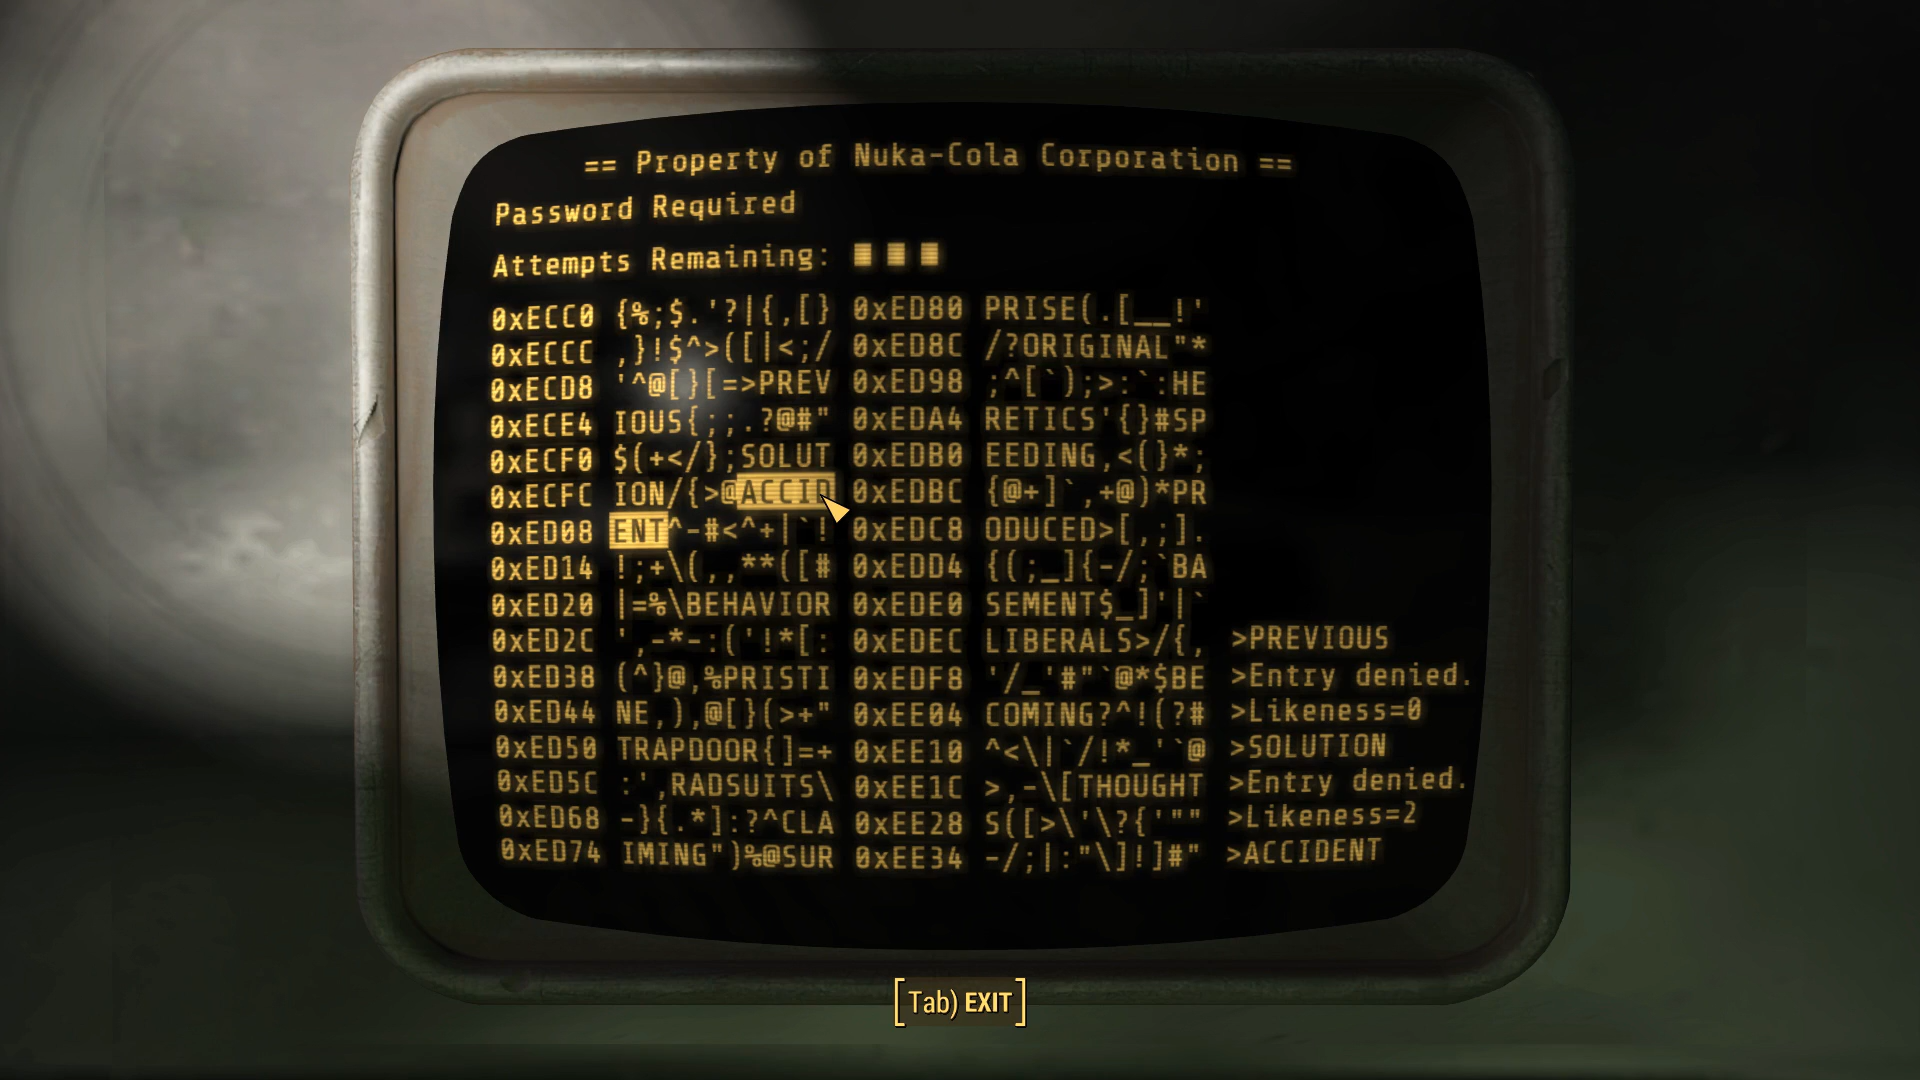 == Property of Nuka-Cola Corporation ==
Password Required
Attempts Remaining: ■ ■ ■
0xECC0 {%;$.'?|{,[} 0xED80 PRISE(.[__!'
0xECCC ,}!$^>([|<;/ 0xED8C /?ORIGINAL"*
0xECD8 '^@[}[=>PREV 0xED98 ;^[`);>:`:HE
0xECE4 IOUS{;;.?@#" 0xEDA4 RETICS'{}#SP
0xECF0 $(+</};SOLUT 0xEDB0 EEDING,<(}*;
0xECFC ION/{>@ACCID 0xEDBC {@+]`,+@)*PR
0xED08 ENT^-#<^+|`! 0xEDC8 ODUCED>[,;].
0xED14 !;+\(,,**([# 0xEDD4 {(;_]{-/;`BA
0xED20 |=%\BEHAVIOR 0xEDE0 SEMENT$_]'|`
0xED2C ',-*-:('!*[: 0xEDEC LIBERALS>/{, >PREVIOUS
0xED38 (^}@,%PRISTI 0xEDF8 '/_'#"`@*$BE >Entry denied.
0xED44 NE,),@[}(>+" 0xEE04 COMING?^!(?# >Likeness=0
0xED50 TRAPDOOR{]=+ 0xEE10 ^<\|`/!*_'`@ >SOLUTION
0xED5C :',RADSUITS\ 0xEE1C >,-\[THOUGHT >Entry denied.
0xED68 -}{.*]:?^CLA 0xEE28 S([>\'\?{'"" >Likeness=2
0xED74 IMING")%@SUR 0xEE34 -/;|:"\]!]#" >ACCIDENT
[Tab) EXIT]